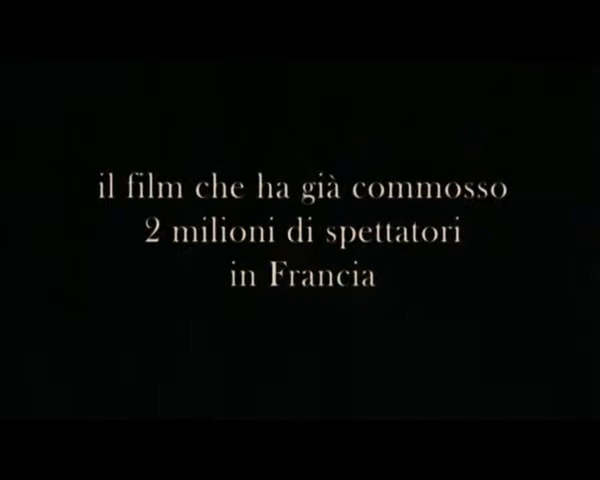 il film che ha già commosso
2 milioni di spettatori
in Francia